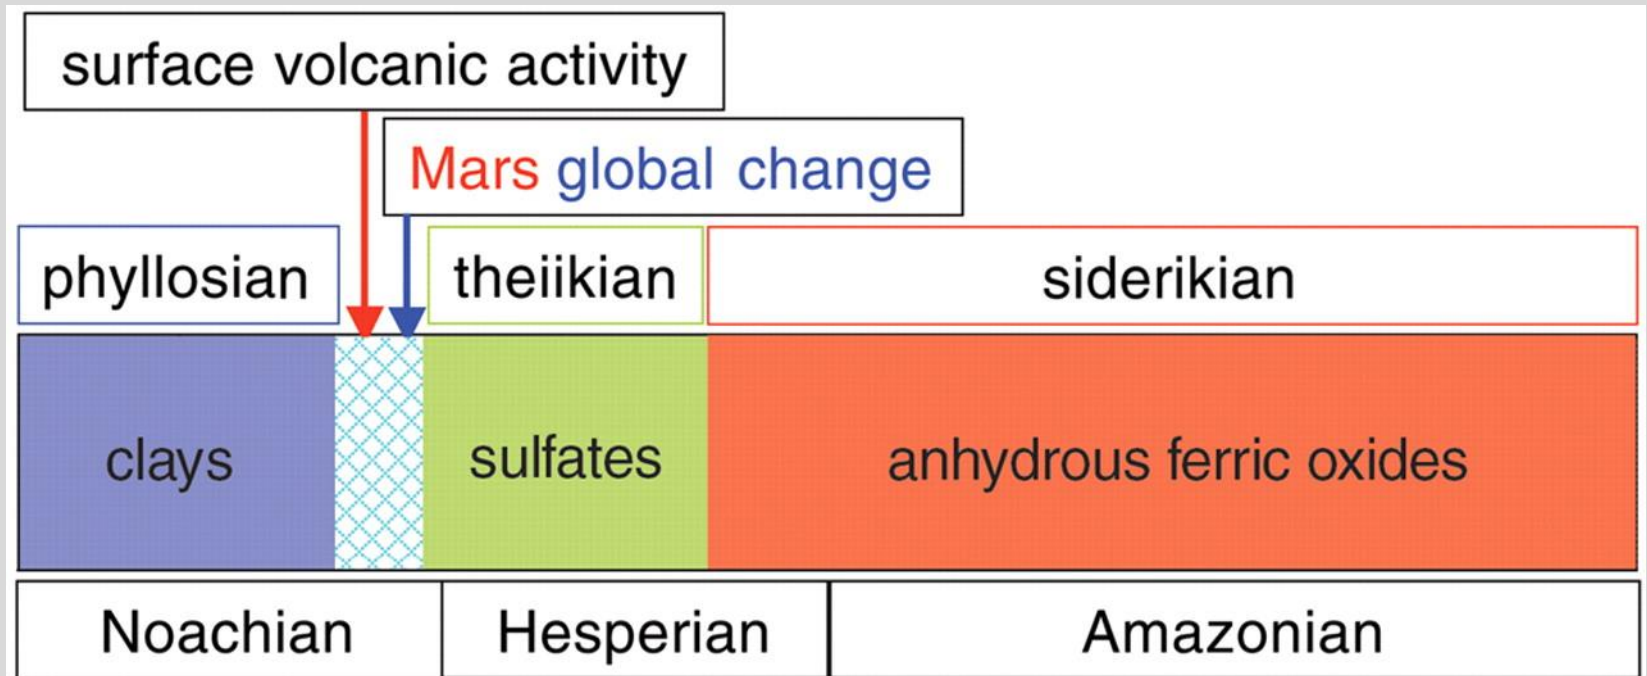 surface volcanic activity
Mars global change
phyllosian
theiikian
siderikian
clays
sulfates
anhydrous ferric oxides
Noachian
Hesperian
Amazonian